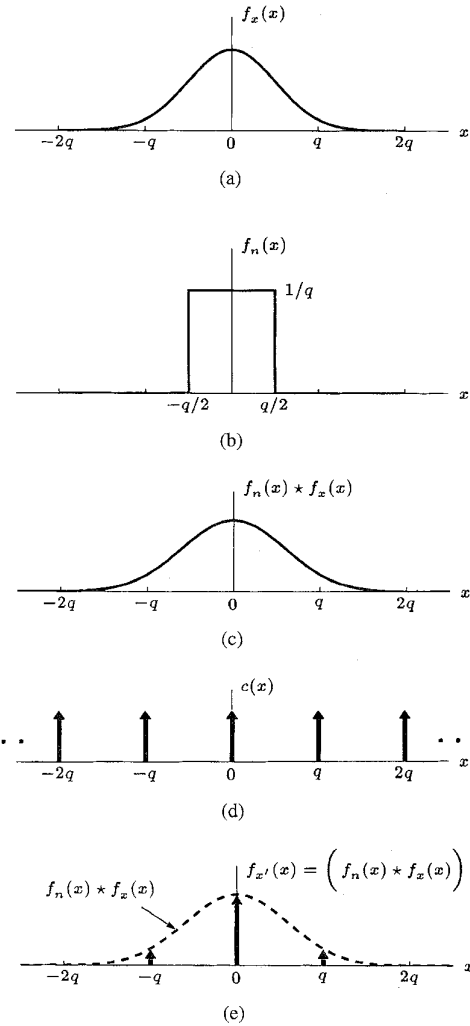 f_x(x)
−2q −q 0 q 2q x
(a)
f_n(x)
1/q
−q/2 q/2 x
(b)
f_n(x) ⋆ f_x(x)
−2q −q 0 q 2q x
(c)
c(x)
−2q −q 0 q 2q x
(d)
f_{x′}(x) = ( f_n(x) ⋆ f_x(x) )
f_n(x) ⋆ f_x(x)
−2q −q 0 q 2q x
(e)